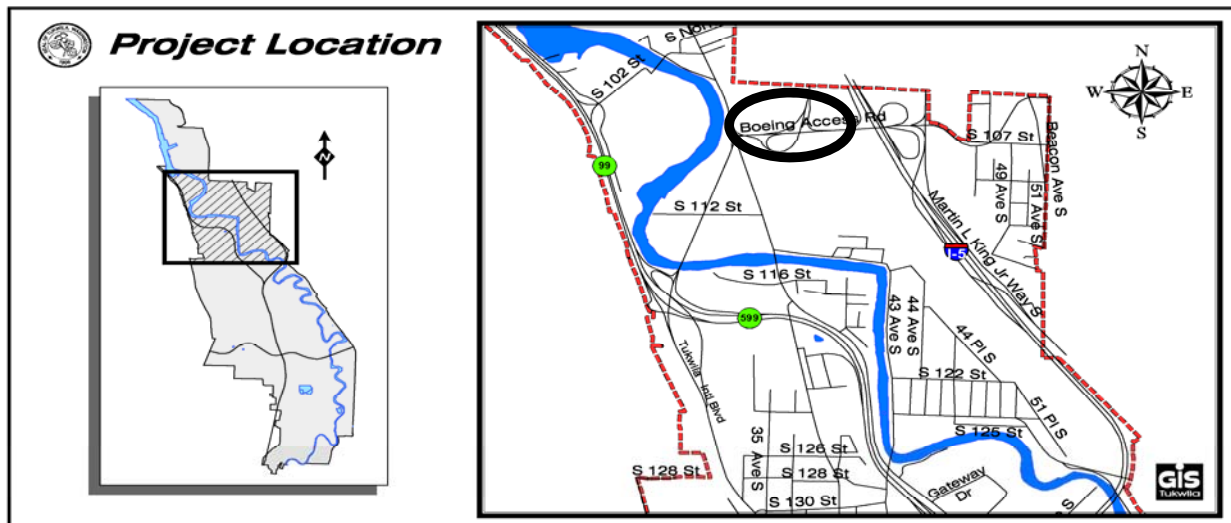 Project Location
N
S 102 St
S Nor
Boeing Access Rd
N
W
E
S
S 107 St
Beacon Ave S
49 Ave S
51 Ave S
99
S 112 St
Martin L King Jr Way S
I-5
S 116 St
43 Ave S
44 Ave S
599
44 Pl S
Tukwila Intl Blvd
S 122 St
51 Pl S
35 Ave S
S 125 St
S 126 St
S 128 St
S 128 St
S 130 St
Gateway Dr
S
GIS
Tukwila